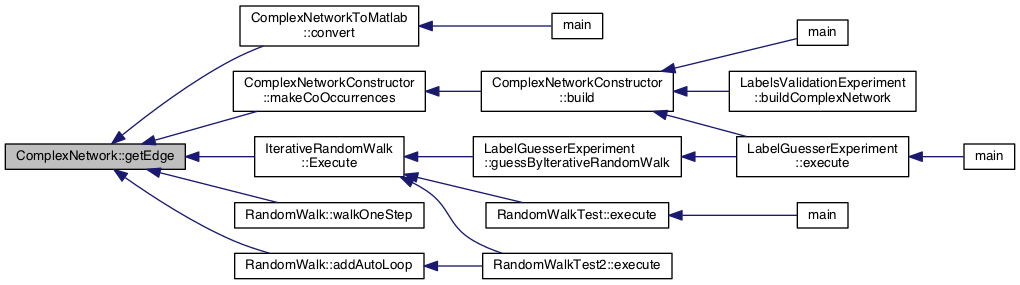 ComplexNetworkToMatlab
::convert
main
main
ComplexNetworkConstructor
::makeCoOccurrences
ComplexNetworkConstructor
::build
LabelsValidationExperiment
::buildComplexNetwork
ComplexNetwork::getEdge
IterativeRandomWalk
::Execute
LabelGuesserExperiment
::guessByIterativeRandomWalk
LabelGuesserExperiment
::execute
main
RandomWalk::walkOneStep
RandomWalkTest::execute
main
RandomWalk::addAutoLoop
RandomWalkTest2::execute